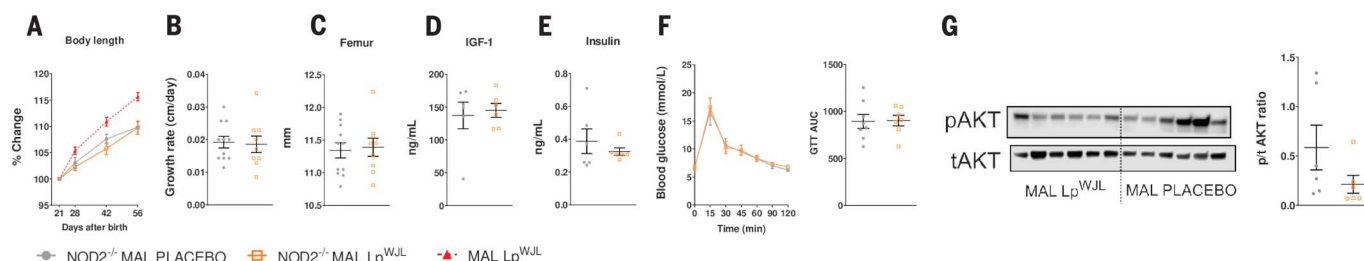 A
Body length
% Change
120
115
110
105
100
95
21 28 42 56
Days after birth
B
Growth rate (cm/day)
0.04
0.03
0.02
0.01
0.00
C
Femur
mm
12.5
12.0
11.5
11.0
10.5
D
IGF-1
ng/mL
200
150
100
50
0
E
Insulin
ng/mL
0.8
0.6
0.4
0.2
0.0
F
Blood glucose (mmol/L)
25
20
15
10
5
0
0 15 30 45 60 90 120
Time (min)
GTT AUC
1500
1000
500
0
G
pAKT
tAKT
MAL Lp^WJL MAL PLACEBO
p/t AKT ratio
1.5
1.0
0.5
0.0
NOD2-/- MAL PLACEBO NOD2-/- MAL Lp^WJL MAL Lp^WJL